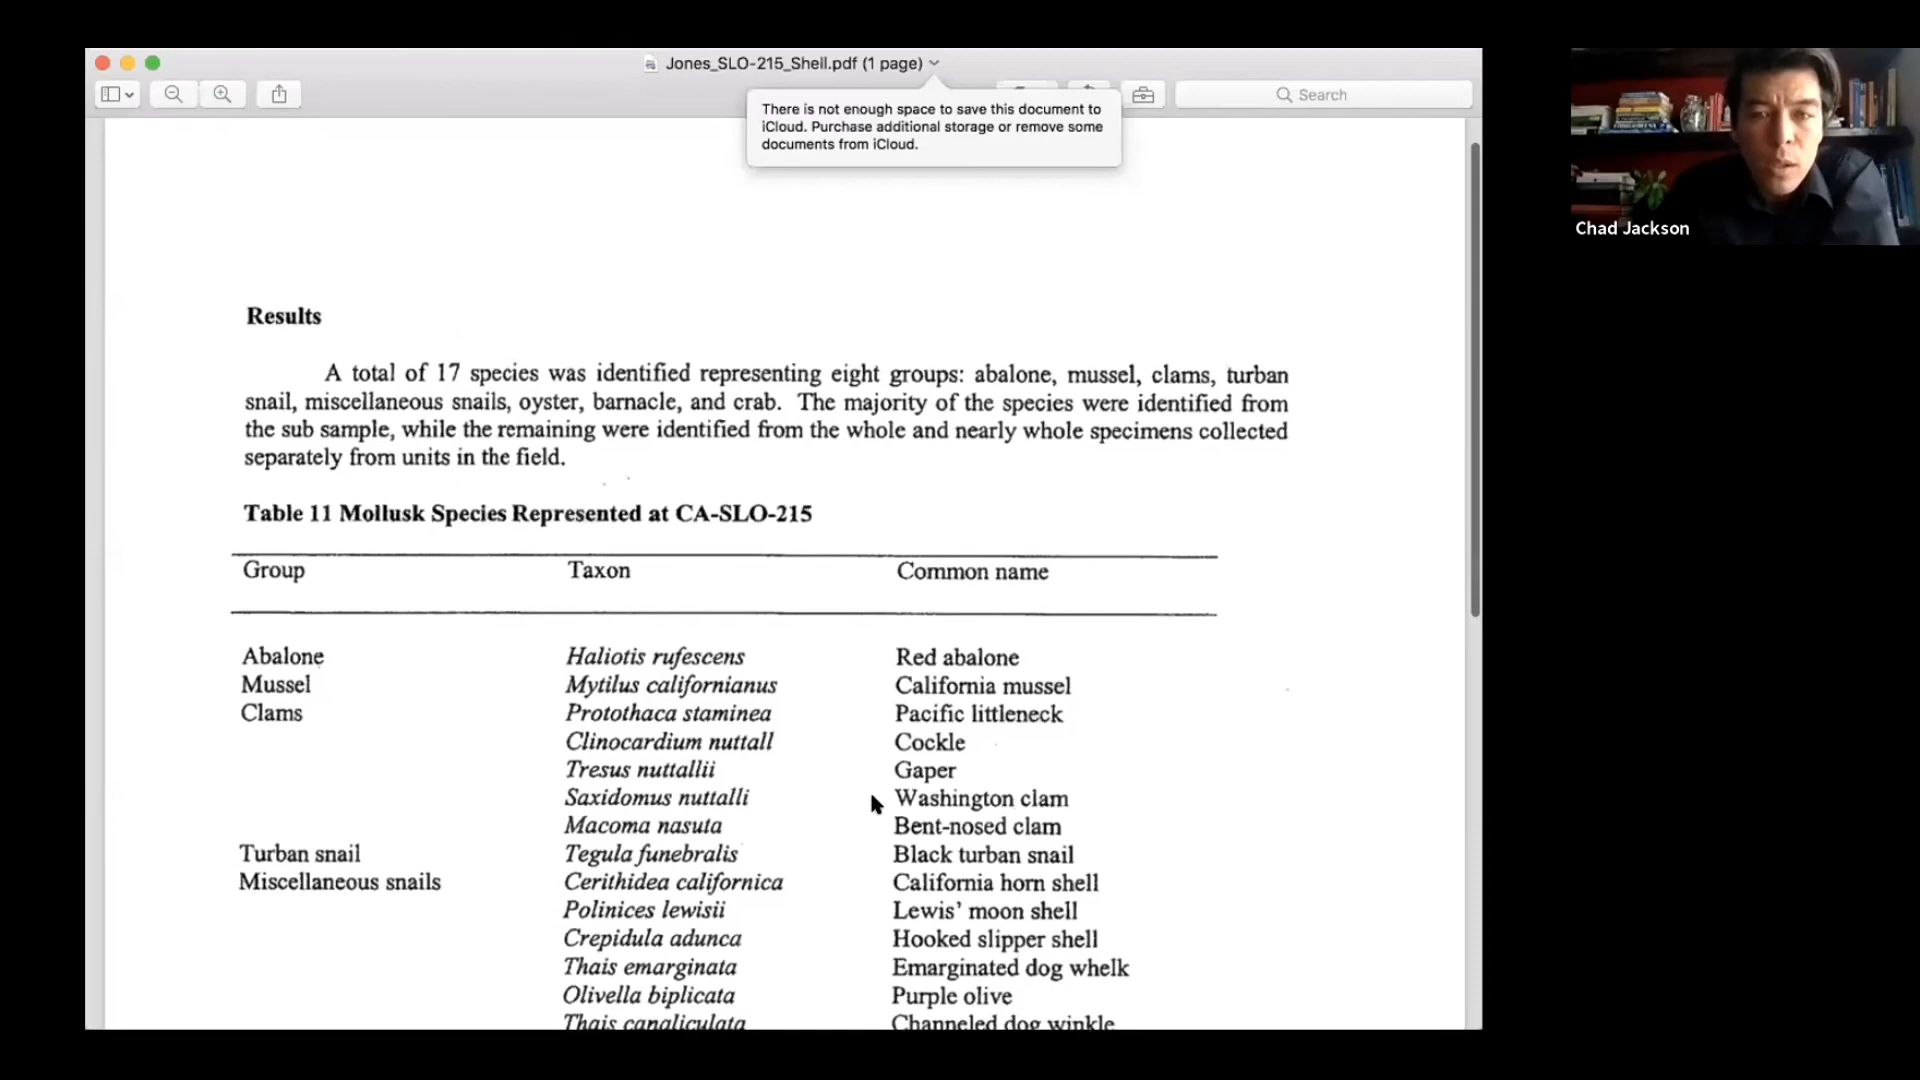 Jones_SLO-215_Shell.pdf (1 page)
Search
There is not enough space to save this document to
iCloud. Purchase additional storage or remove some
documents from iCloud.
Chad Jackson
Results
A total of 17 species was identified representing eight groups: abalone, mussel, clams, turban
snail, miscellaneous snails, oyster, barnacle, and crab. The majority of the species were identified from
the sub sample, while the remaining were identified from the whole and nearly whole specimens collected
separately from units in the field.
Table 11 Mollusk Species Represented at CA-SLO-215
Group Taxon Common name
Abalone Haliotis rufescens Red abalone
Mussel Mytilus californianus California mussel
Clams Protothaca staminea Pacific littleneck
Clinocardium nuttall Cockle
Tresus nuttallii Gaper
Saxidomus nuttalli Washington clam
Macoma nasuta Bent-nosed clam
Turban snail Tegula funebralis Black turban snail
Miscellaneous snails Cerithidea californica California horn shell
Polinices lewisii Lewis' moon shell
Crepidula adunca Hooked slipper shell
Thais emarginata Emarginated dog whelk
Olivella biplicata Purple olive
Thais canaliculata Channeled dog winkle